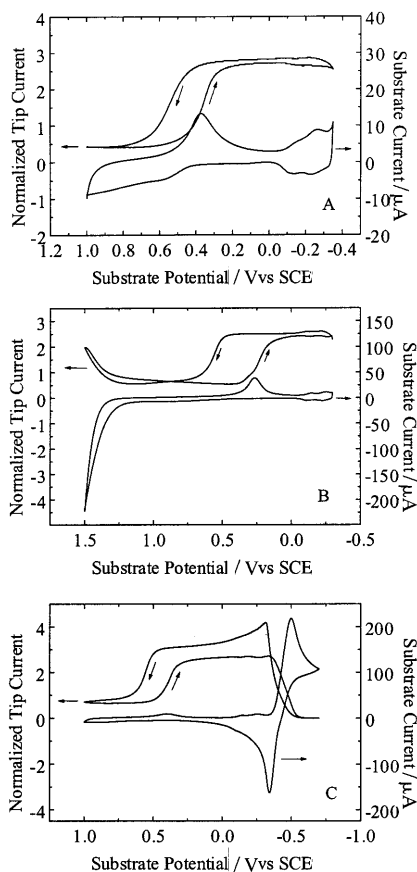 Normalized Tip Current
4
3
2
1
0
-1
-2
40
30
20
10
0
-10
-20
Substrate Current / μA
A
1.0 0.8 0.6 0.4 0.2 0.0 -0.2 -0.4
Substrate Potential / Vvs SCE
Normalized Tip Current
3
2
1
0
-1
-2
-3
-4
150
100
50
0
-50
-100
-150
-200
Substrate Current / μA
B
1.5 1.0 0.5 0.0 -0.5
Substrate Potential / Vvs SCE
Normalized Tip Current
4
2
0
-2
-4
200
100
0
-100
-200
Substrate Current / μA
C
1.0 0.5 0.0 -0.5 -1.0
Substrate Potential / Vvs SCE